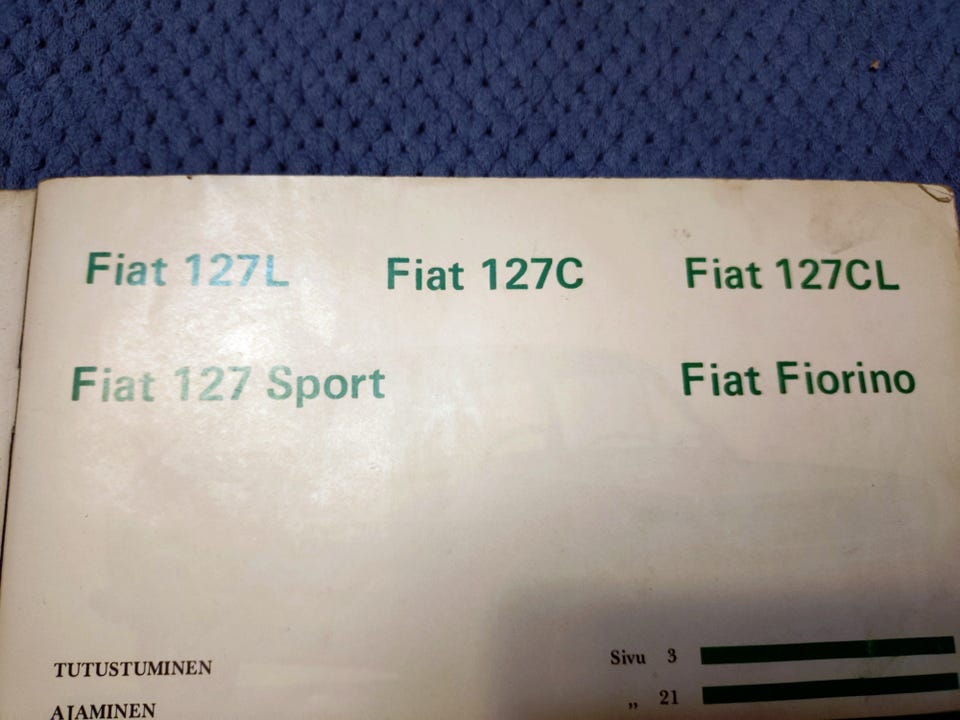 Fiat 127L Fiat 127C Fiat 127CL
Fiat 127 Sport Fiat Fiorino
TUTUSTUMINEN Sivu 3
AJAMINEN „ 21